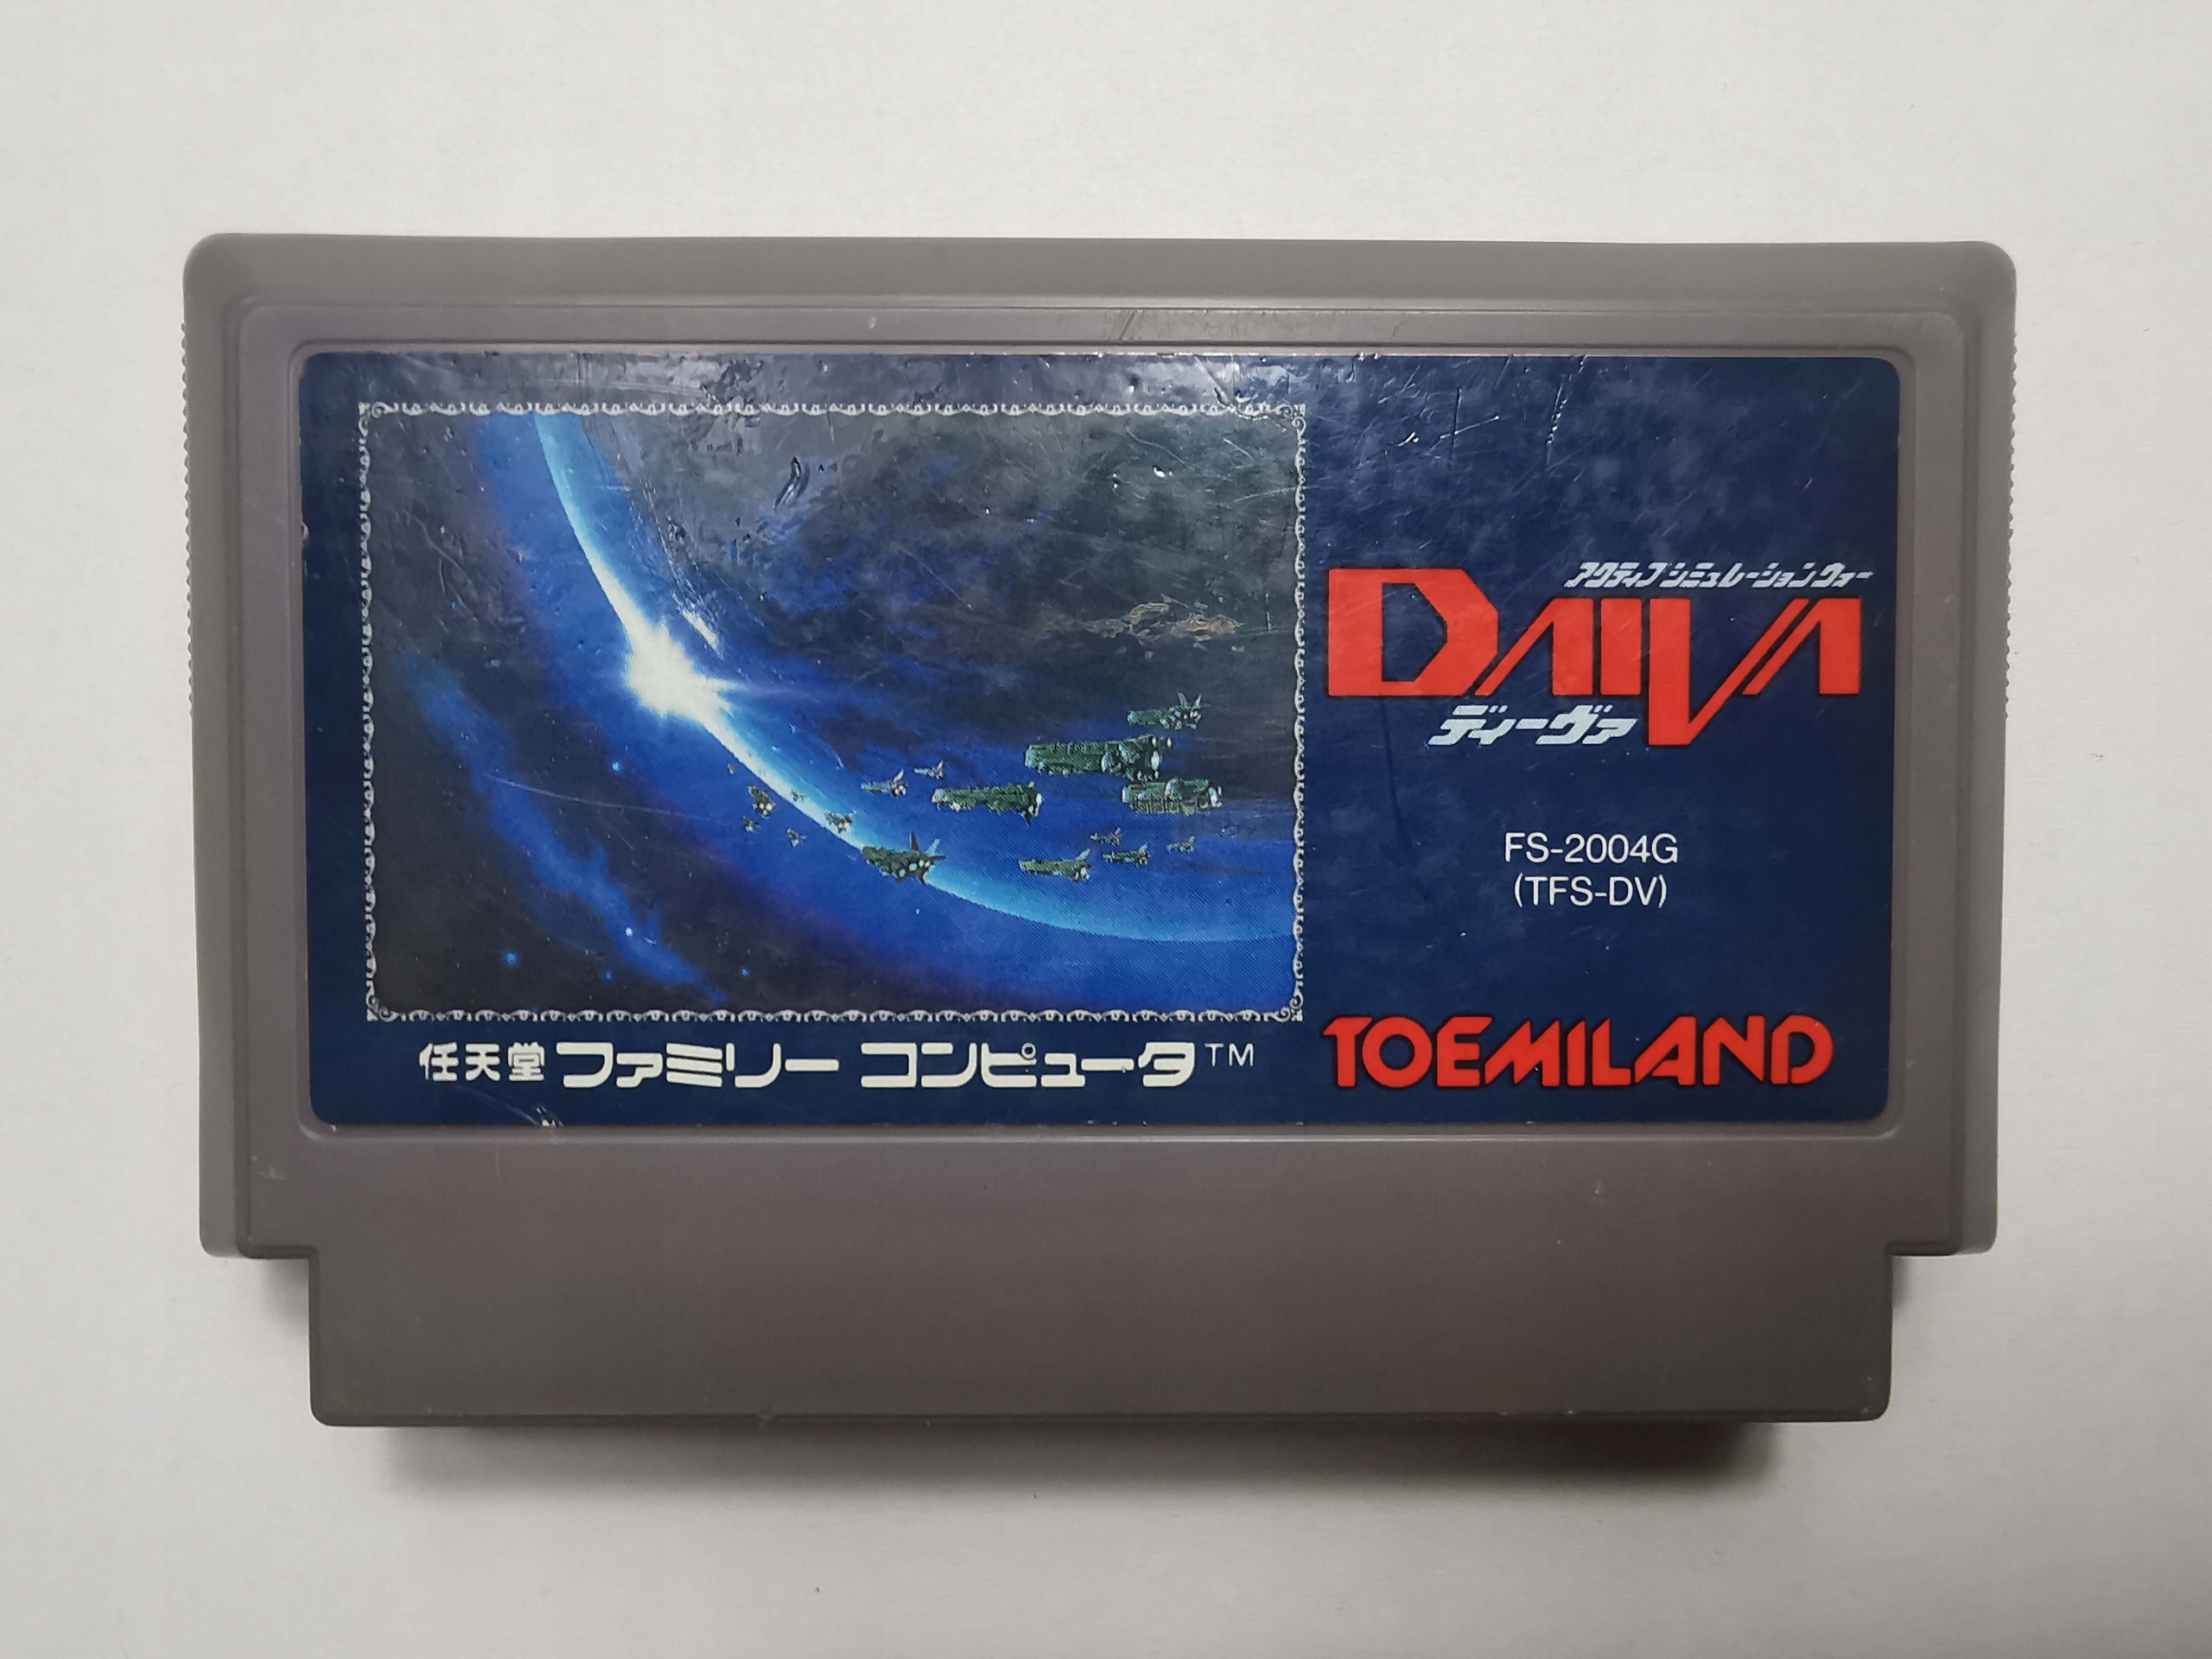 アクティブシミュレーションウォー
DAIVA
ディーヴァ
FS-2004G
(TFS-DV)
任天堂 ファミリー コンピュータ™
TOEMILAND